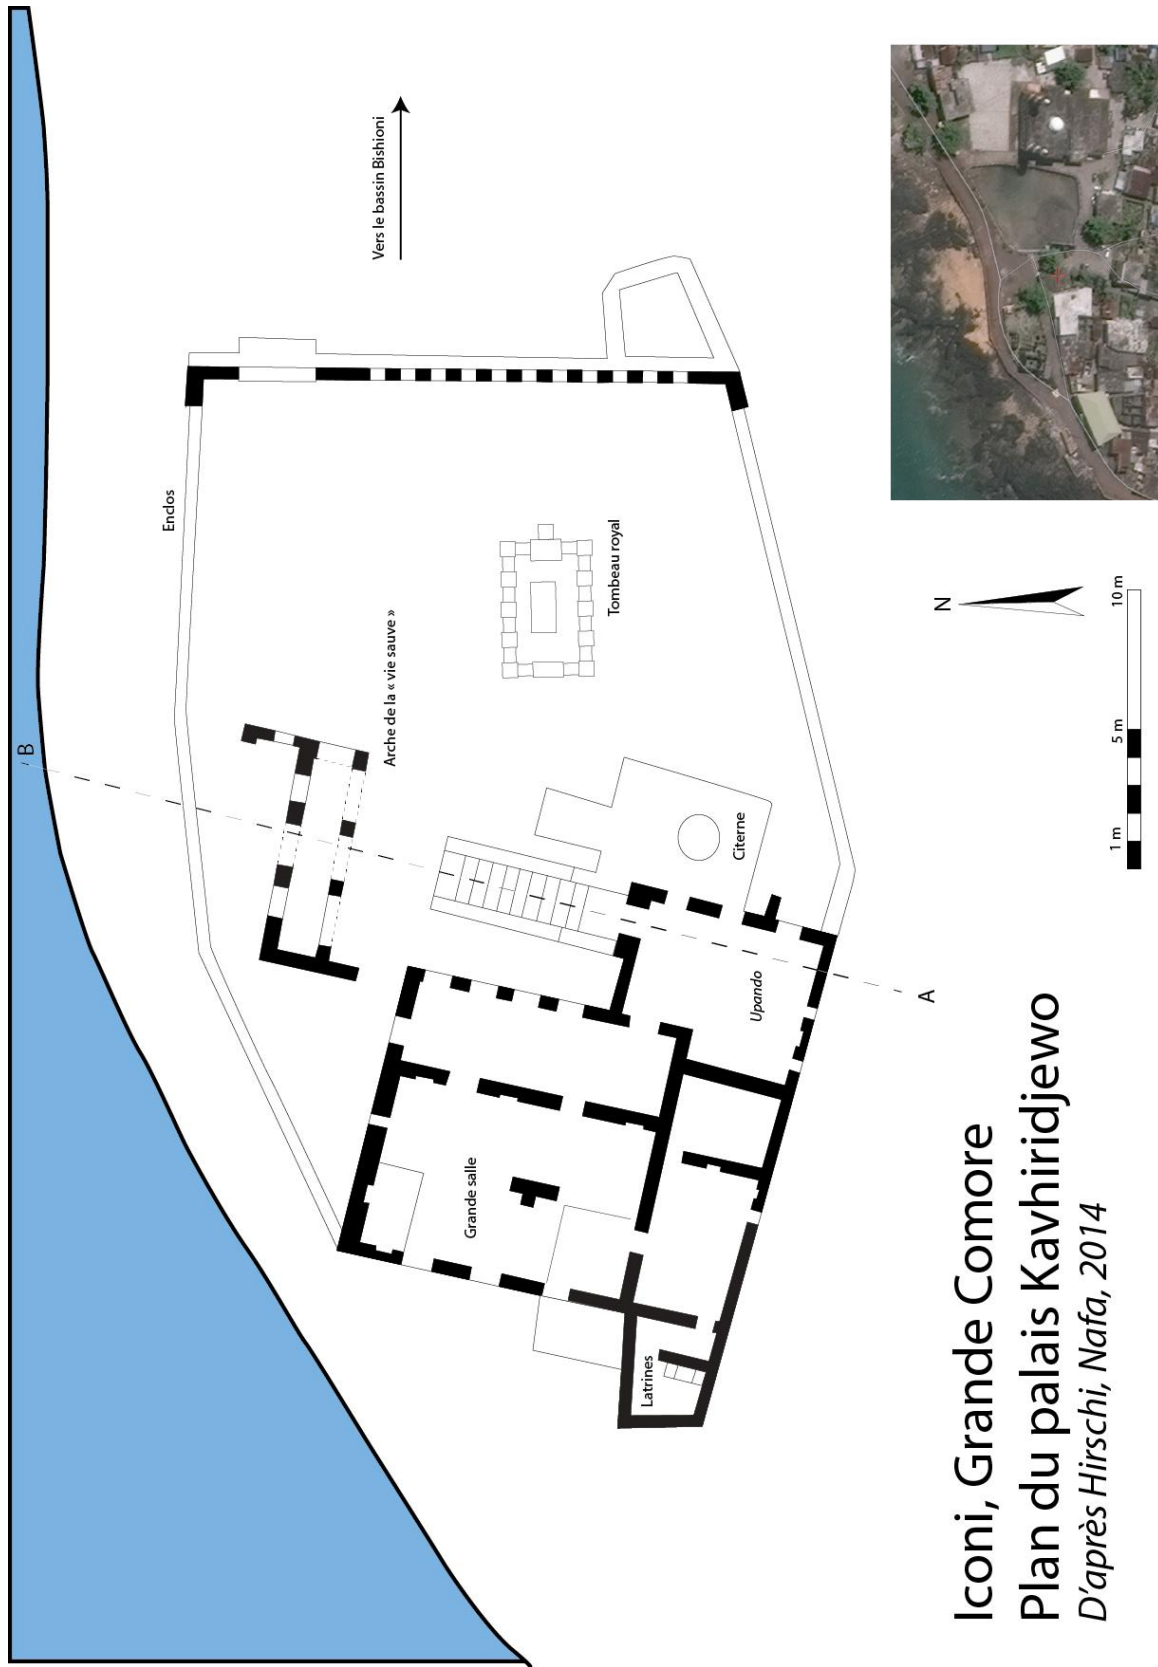 B
Enclos
Vers le bassin Bishioni
Arche de la « vie sauve »
Tombeau royal
Citerne
Upando
A
Grande salle
Latrines
N
1 m
5 m
10 m
Iconi, Grande Comore
Plan du palais Kavhiridjewo
D'après Hirschi, Nafa, 2014